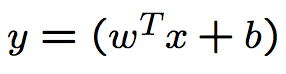 y = (w^T x + b)